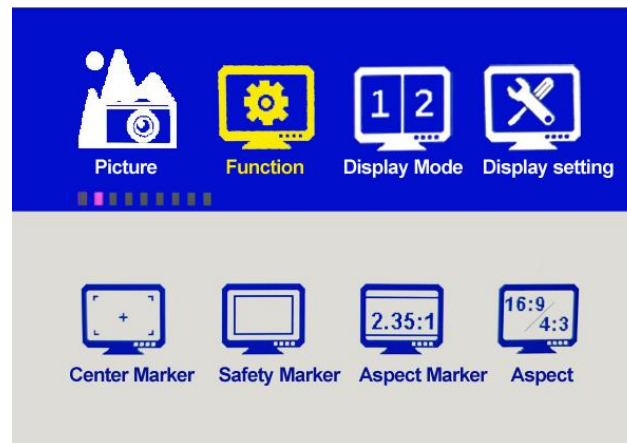 1 2
Picture Function Display Mode Display setting
2.35:1 16:9
4:3
Center Marker Safety Marker Aspect Marker Aspect